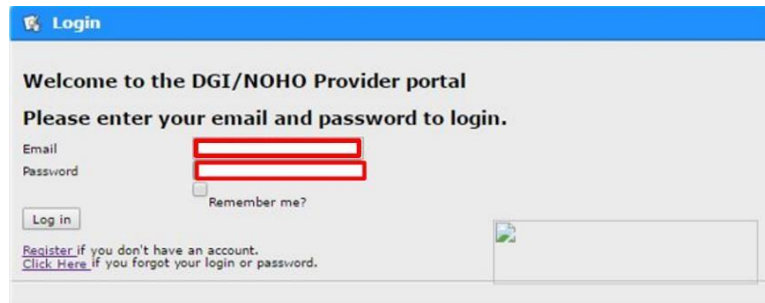 Login
Welcome to the DGI/NOHO Provider portal
Please enter your email and password to login.
Email
Password
Remember me?
Log in
Register if you don't have an account.
Click Here if you forgot your login or password.